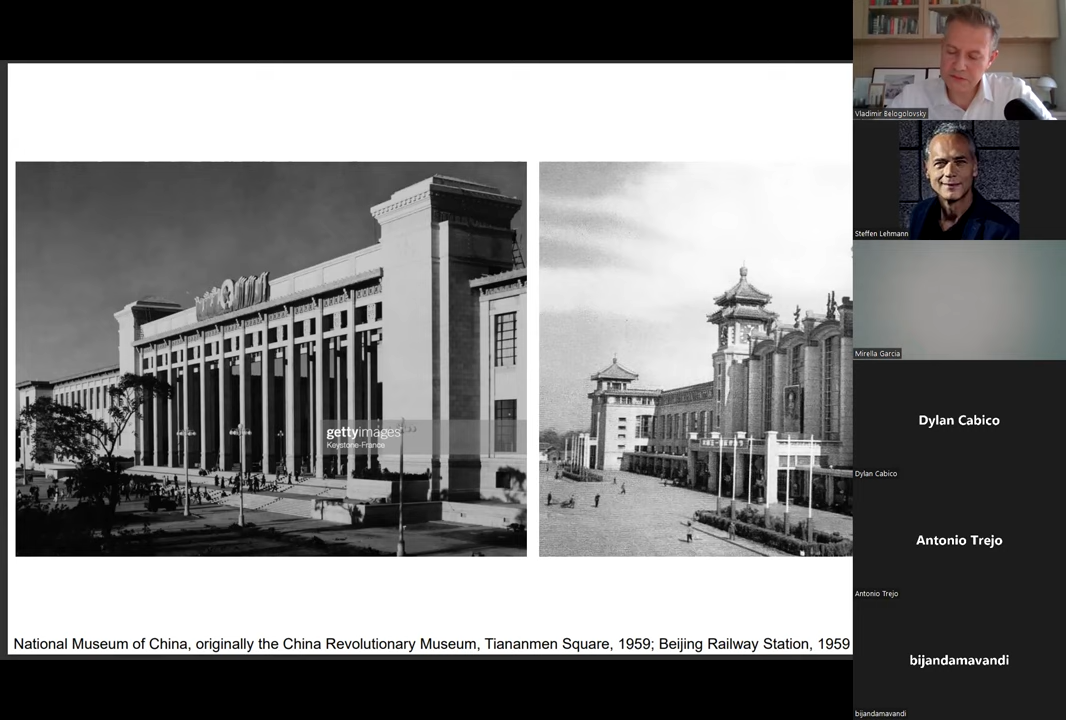 gettyimages
Keystone-France
National Museum of China, originally the China Revolutionary Museum, Tiananmen Square, 1959; Beijing Railway Station, 1959
Vladimir Belogolovsky
Steffen Lehmann
Mirella Garcia
Dylan Cabico
Dylan Cabico
Antonio Trejo
Antonio Trejo
bijandamavandi
bijandamavandi